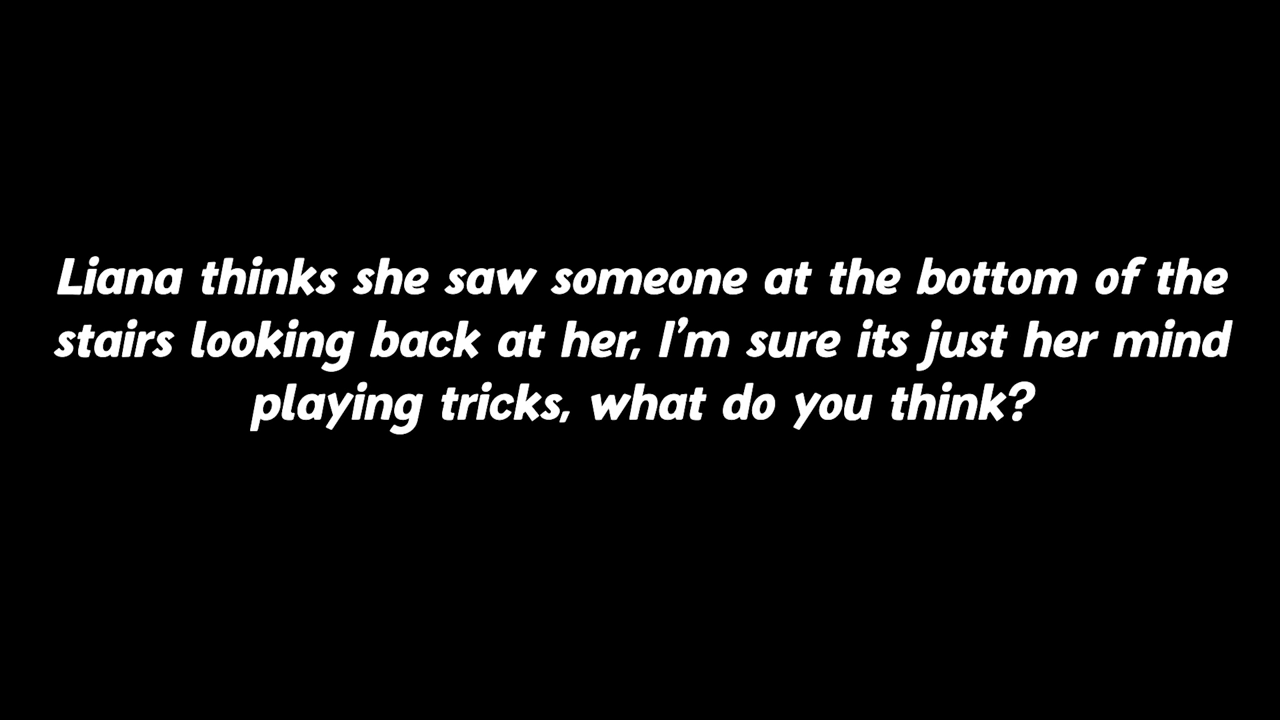 Liana thinks she saw someone at the bottom of the
stairs looking back at her, I’m sure its just her mind
playing tricks, what do you think?